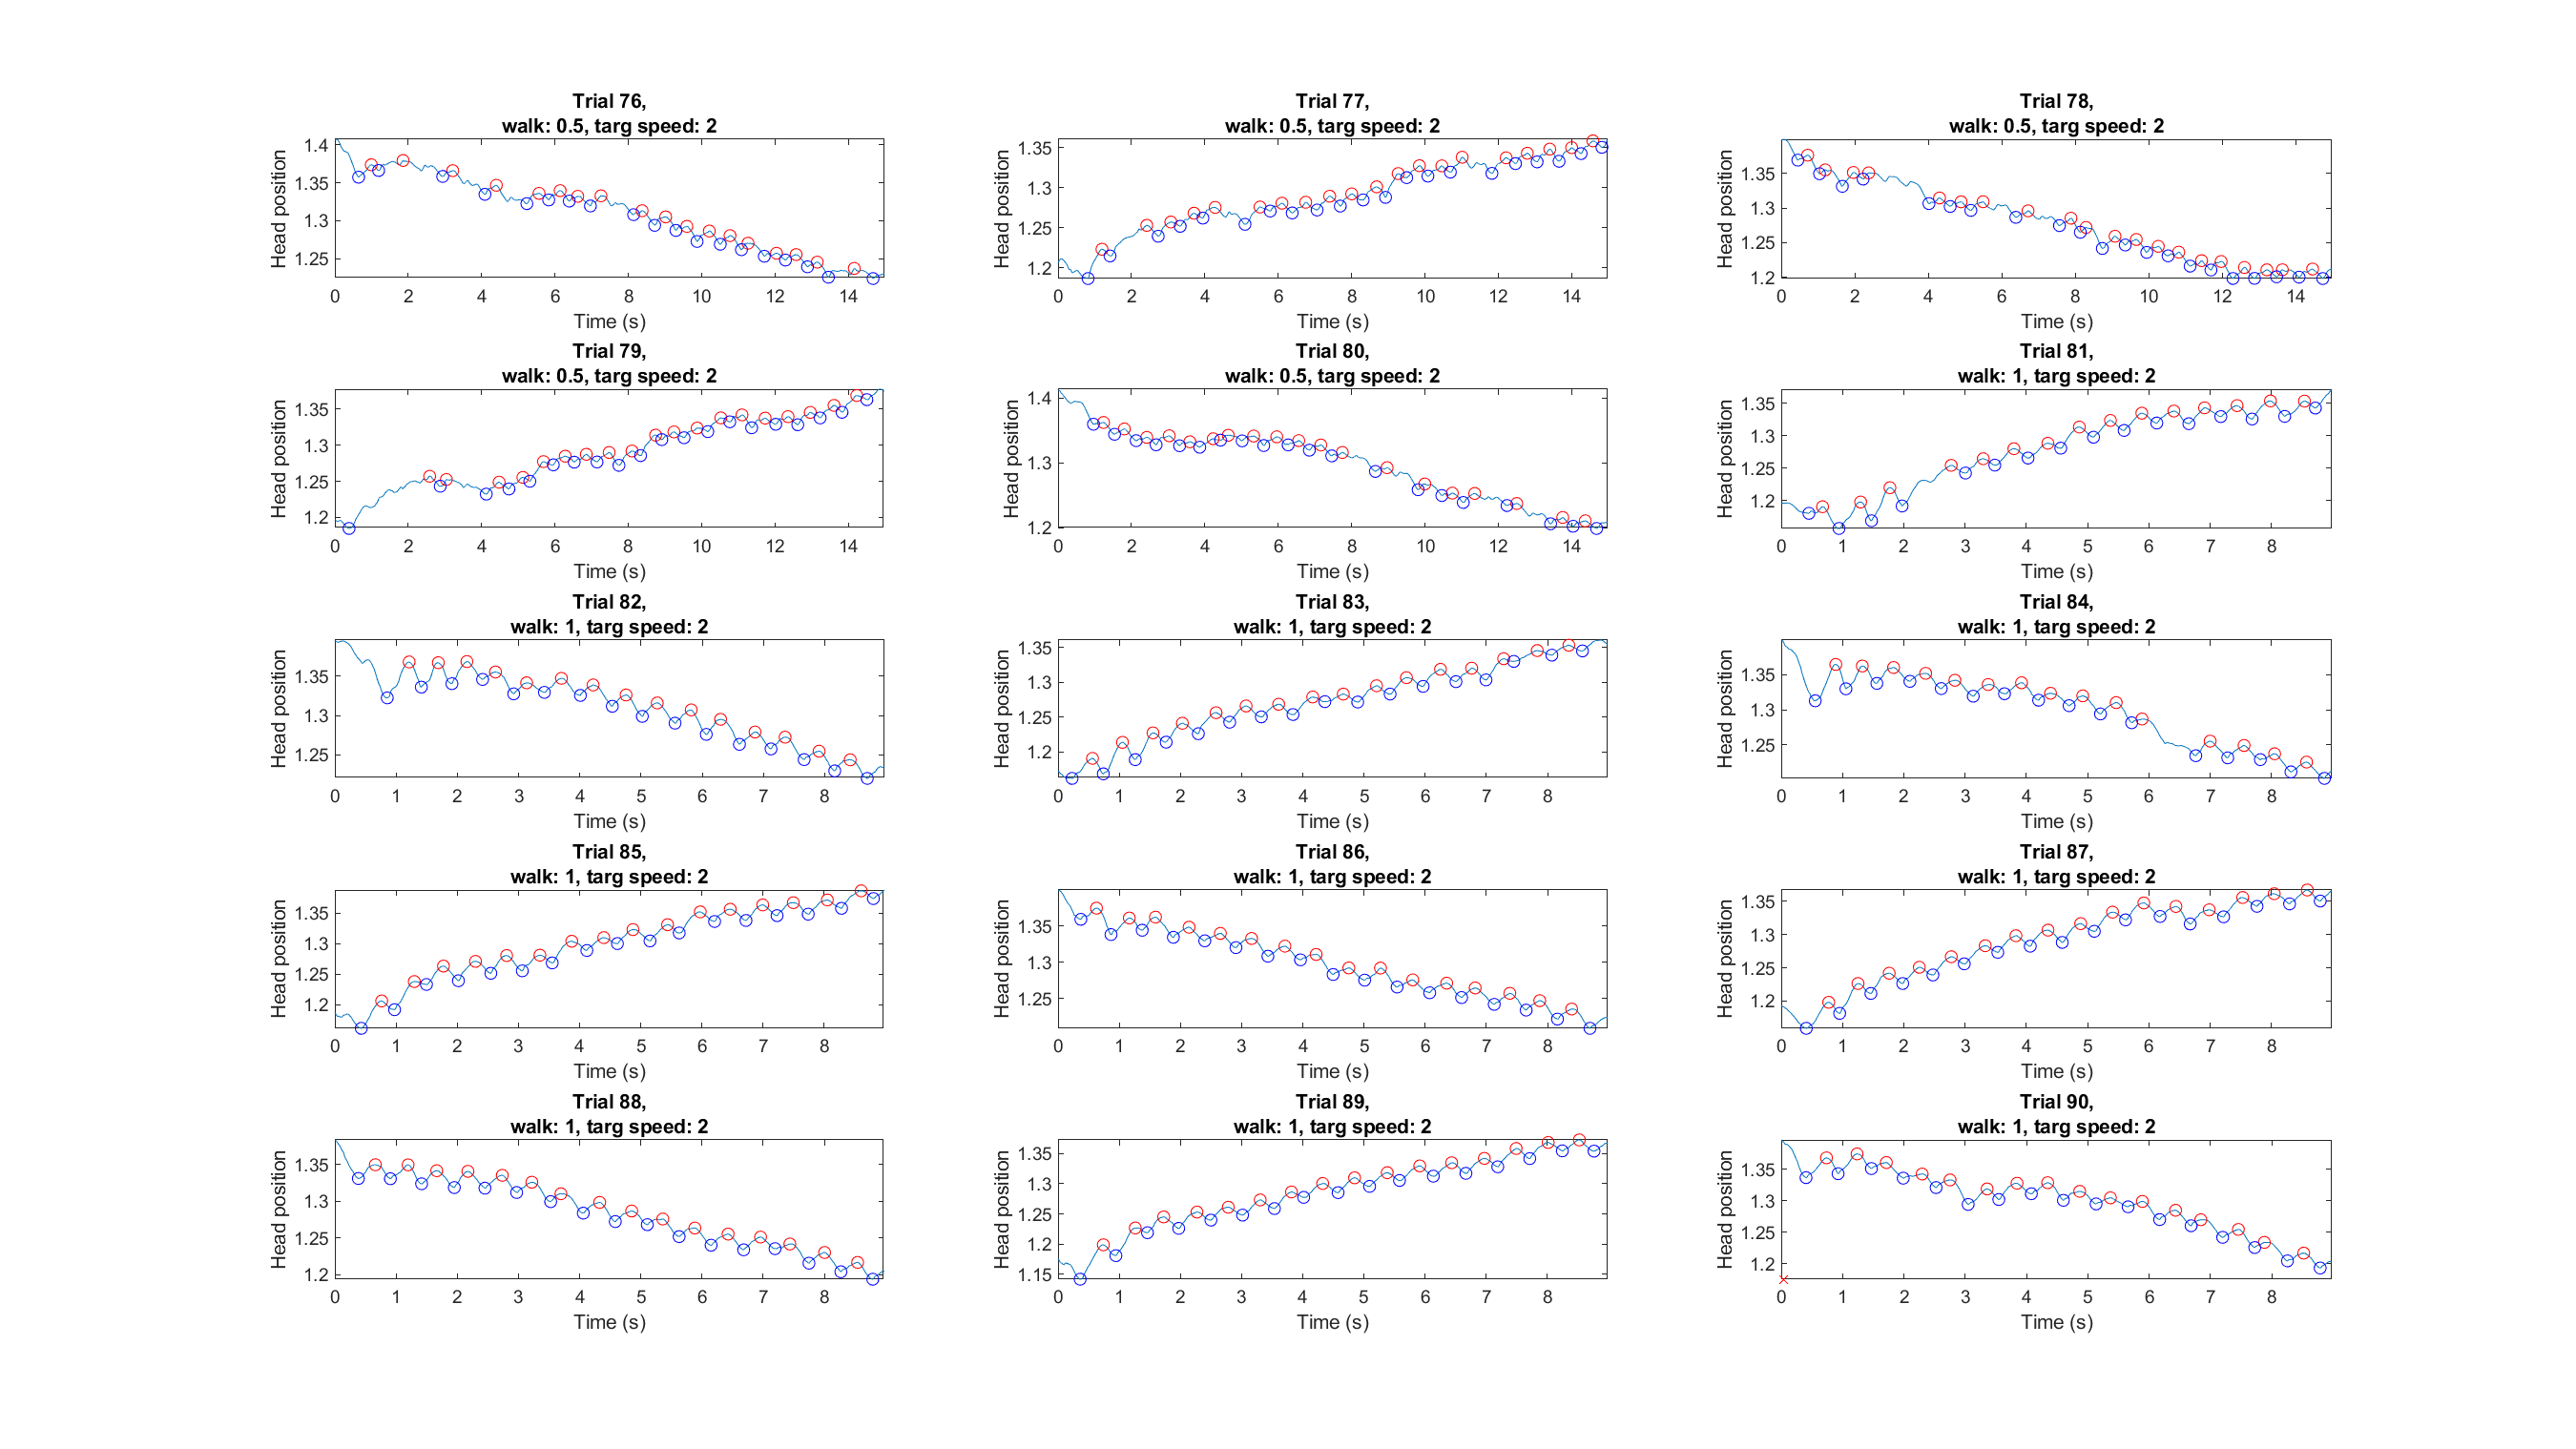 Trial 76,
walk: 0.5, targ speed: 2
Head position
1.4
1.35
1.3
1.25
0 2 4 6 8 10 12 14
Time (s)
Trial 77,
walk: 0.5, targ speed: 2
Head position
1.35
1.3
1.25
1.2
0 2 4 6 8 10 12 14
Time (s)
Trial 78,
walk: 0.5, targ speed: 2
Head position
1.35
1.3
1.25
1.2
0 2 4 6 8 10 12 14
Time (s)
Trial 79,
walk: 0.5, targ speed: 2
Head position
1.35
1.3
1.25
1.2
0 2 4 6 8 10 12 14
Time (s)
Trial 80,
walk: 0.5, targ speed: 2
Head position
1.4
1.3
1.2
0 2 4 6 8 10 12 14
Time (s)
Trial 81,
walk: 1, targ speed: 2
Head position
1.35
1.3
1.25
1.2
0 1 2 3 4 5 6 7 8
Time (s)
Trial 82,
walk: 1, targ speed: 2
Head position
1.35
1.3
1.25
0 1 2 3 4 5 6 7 8
Time (s)
Trial 83,
walk: 1, targ speed: 2
Head position
1.35
1.3
1.25
1.2
0 1 2 3 4 5 6 7 8
Time (s)
Trial 84,
walk: 1, targ speed: 2
Head position
1.35
1.3
1.25
0 1 2 3 4 5 6 7 8
Time (s)
Trial 85,
walk: 1, targ speed: 2
Head position
1.35
1.3
1.25
1.2
0 1 2 3 4 5 6 7 8
Time (s)
Trial 86,
walk: 1, targ speed: 2
Head position
1.35
1.3
1.25
0 1 2 3 4 5 6 7 8
Time (s)
Trial 87,
walk: 1, targ speed: 2
Head position
1.35
1.3
1.25
1.2
0 1 2 3 4 5 6 7 8
Time (s)
Trial 88,
walk: 1, targ speed: 2
Head position
1.35
1.3
1.25
1.2
0 1 2 3 4 5 6 7 8
Time (s)
Trial 89,
walk: 1, targ speed: 2
Head position
1.35
1.3
1.25
1.2
1.15
0 1 2 3 4 5 6 7 8
Time (s)
Trial 90,
walk: 1, targ speed: 2
Head position
1.35
1.3
1.25
1.2
0 1 2 3 4 5 6 7 8
Time (s)